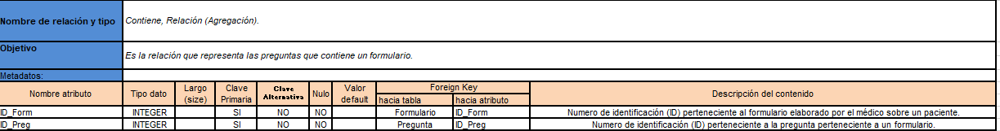 Nombre de relación y tipo Contiene, Relación (Agregación).
Objetivo Es la relación que representa las preguntas que contiene un formulario.
Metadatos:
Nombre atributo Tipo dato Largo (size) Clave Primaria Clave Alternativa Nulo Valor default Foreign Key Descripción del contenido
hacia tabla hacia atributo
ID_Form INTEGER SI NO NO Formulario ID_Form Numero de identificación (ID) perteneciente al formulario elaborado por el médico sobre un paciente.
ID_Preg INTEGER SI NO NO Pregunta ID_Preg Numero de identificación (ID) perteneciente a la pregunta perteneciente a un formulario.